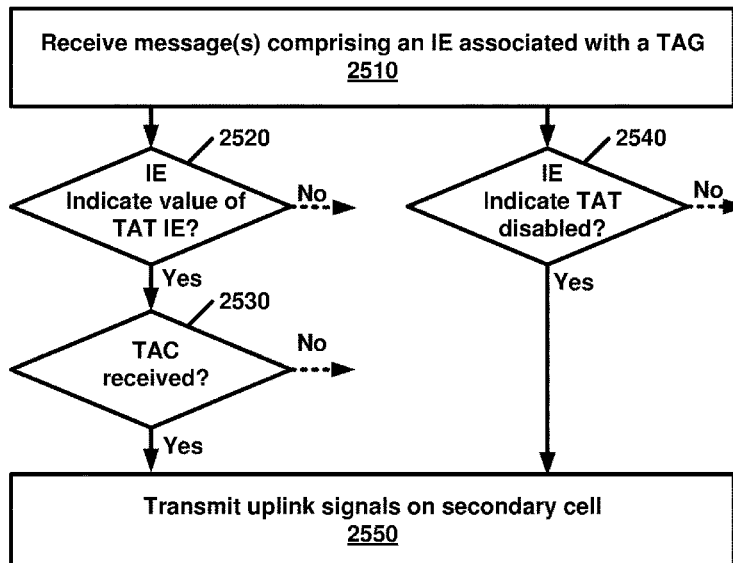 Receive message(s) comprising an IE associated with a TAG
2510
2520
IE
Indicate value of
TAT IE?
No
Yes
2540
IE
Indicate TAT
disabled?
No
Yes
2530
TAC
received?
No
Yes
Transmit uplink signals on secondary cell
2550